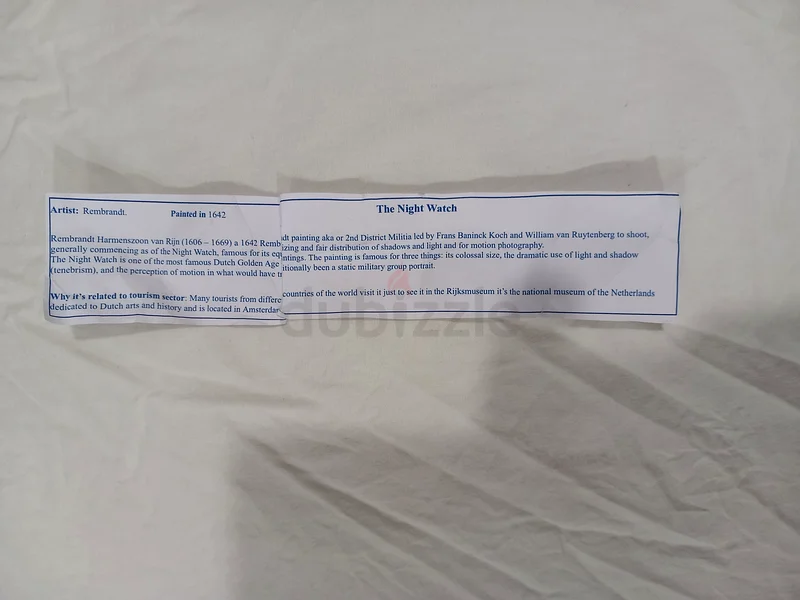 The Night Watch
Artist: Rembrandt. Painted in 1642
Rembrandt Harmenszoon van Rijn (1606 – 1669) a 1642 Rembdt painting aka or 2nd District Militia led by Frans Baninck Koch and William van Ruytenberg to shoot,
generally commencing as of the Night Watch, famous for its eqizing and fair distribution of shadows and light and for motion photography.
The Night Watch is one of the most famous Dutch Golden Age ntings. The painting is famous for three things: its colossal size, the dramatic use of light and shadow
(tenebrism), and the perception of motion in what would have tritionally been a static military group portrait.
Why it's related to tourism sector: Many tourists from differe countries of the world visit it just to see it in the Rijksmuseum it's the national museum of the Netherlands
dedicated to Dutch arts and history and is located in Amsterdar
dubizzle